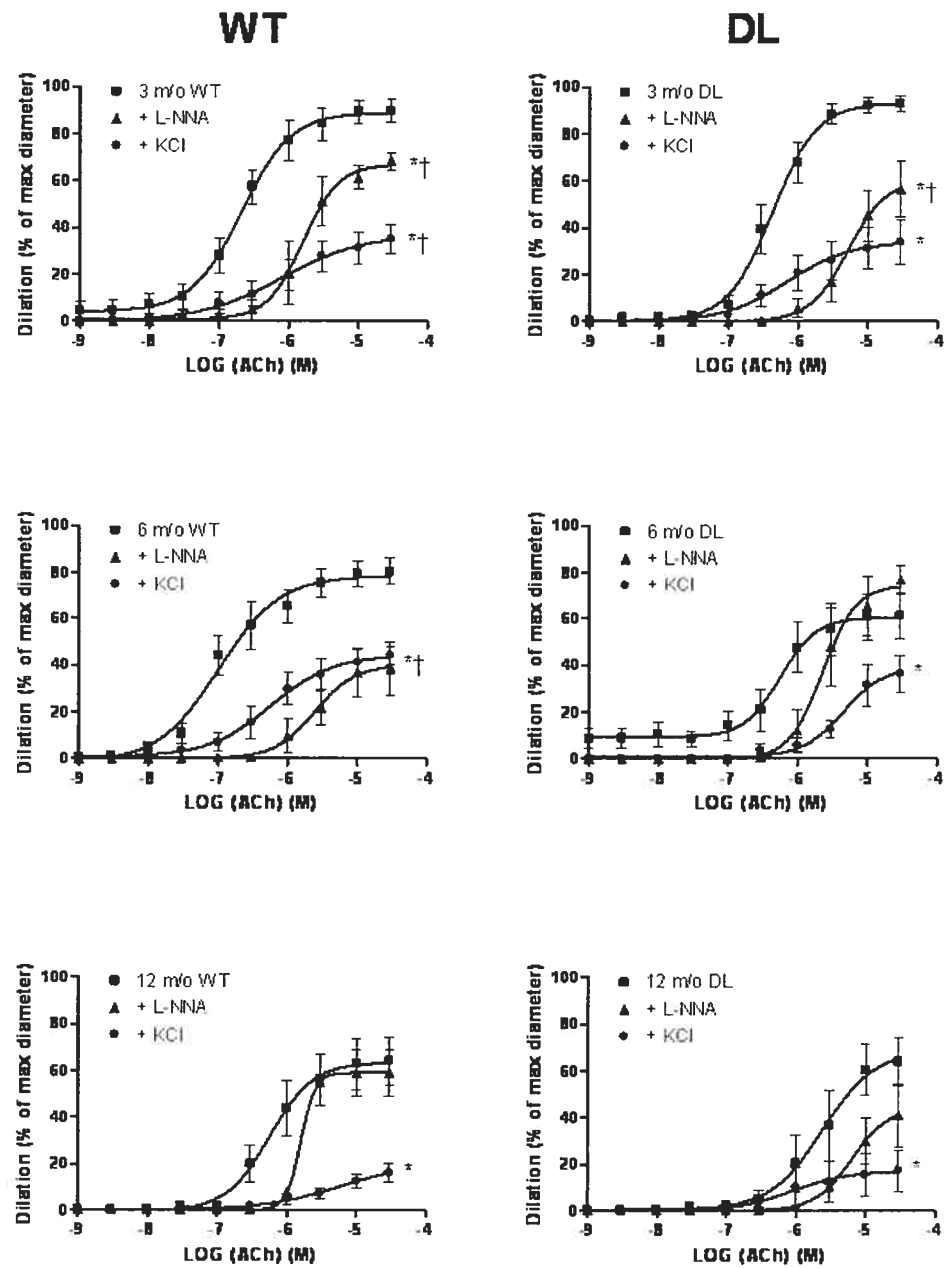 WT
DL
3 m/o WT
+ L-NNA
+ KCl
*†
*†
Dilation (% of max diameter)
100
80
60
40
20
0
-9 -8 -7 -6 -5 -4
LOG (ACh) (M)
3 m/o DL
+ L-NNA
+ KCl
*†
*
Dilation (% of max diameter)
100
80
60
40
20
0
-9 -8 -7 -6 -5 -4
LOG (ACh) (M)
6 m/o WT
+ L-NNA
+ KCl
*†
Dilation (% of max diameter)
100
80
60
40
20
0
-9 -8 -7 -6 -5 -4
LOG (ACh) (M)
6 m/o DL
+ L-NNA
+ KCl
*
Dilation (% of max diameter)
100
80
60
40
20
0
-9 -8 -7 -6 -5 -4
LOG (ACh) (M)
12 m/o WT
+ L-NNA
+ KCl
*
Dilation (% of max diameter)
100
80
60
40
20
0
-9 -8 -7 -6 -5 -4
LOG (ACh) (M)
12 m/o DL
+ L-NNA
+ KCl
*
Dilation (% of max diameter)
100
80
60
40
20
0
-9 -8 -7 -6 -5 -4
LOG (ACh) (M)